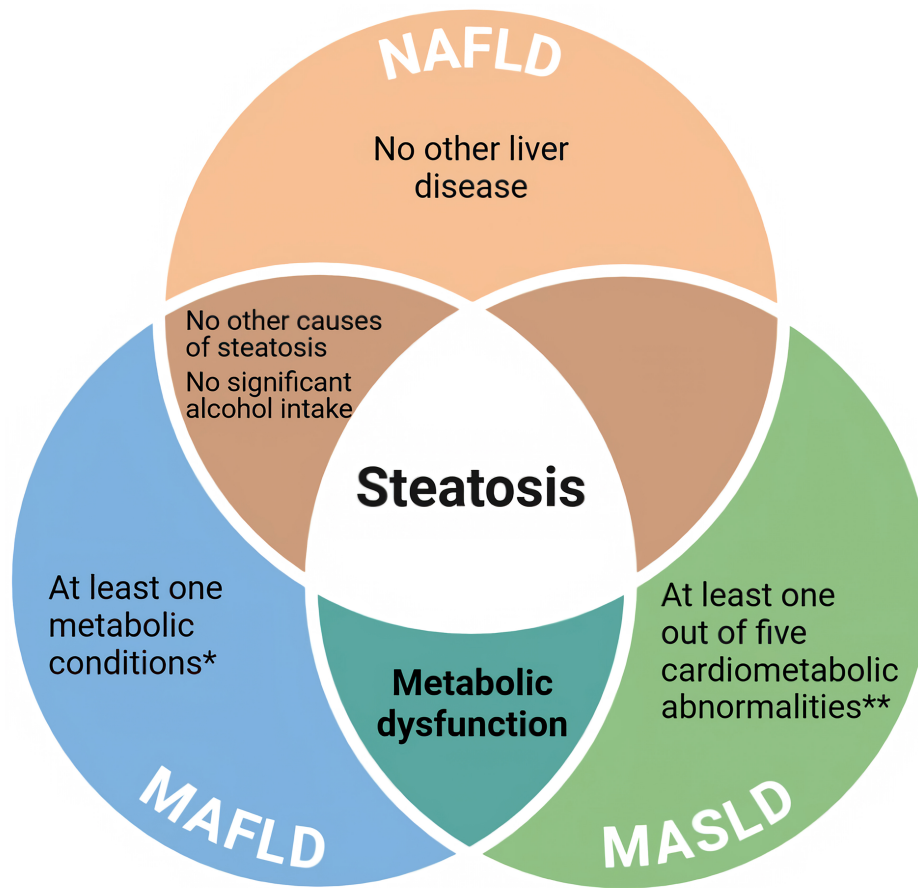 NAFLD
No other liver
disease
No other causes
of steatosis
No significant
alcohol intake
Steatosis
At least one
metabolic
conditions*
At least one
out of five
cardiometabolic
abnormalities**
Metabolic
dysfunction
MAFLD
MASLD